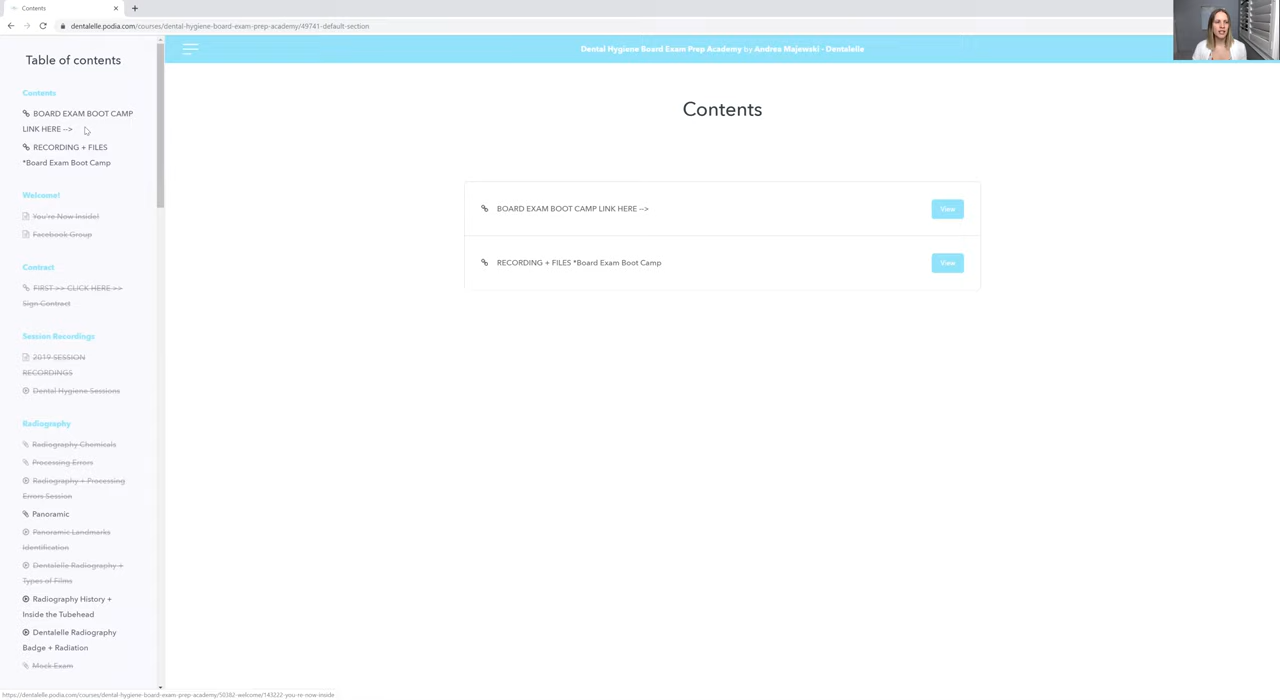 Contents
dentalelle.podia.com/courses/dental-hygiene-board-exam-prep-academy/49741-default-section
Dental Hygiene Board Exam Prep Academy by Andrea Majewski - Dentalelle
Table of contents
Contents
BOARD EXAM BOOT CAMP
LINK HERE -->
RECORDING + FILES
*Board Exam Boot Camp
Welcome!
You're Now Inside!
Facebook Group
Contract
FIRST >> CLICK HERE >>
Sign Contract
Session Recordings
2019 SESSION
RECORDINGS
Dental Hygiene Sessions
Radiography
Radiography Chemicals
Processing Errors
Radiography + Processing
Errors Session
Panoramic
Panoramic Landmarks
Identification
Dentalelle Radiography +
Types of Films
Radiography History +
Inside the Tubehead
Dentalelle Radiography
Badge + Radiation
Mock Exam
Contents
BOARD EXAM BOOT CAMP LINK HERE -->
View
RECORDING + FILES *Board Exam Boot Camp
View
https://dentalelle.podia.com/courses/dental-hygiene-board-exam-prep-academy/50382-welcome/143222-you-re-now-inside